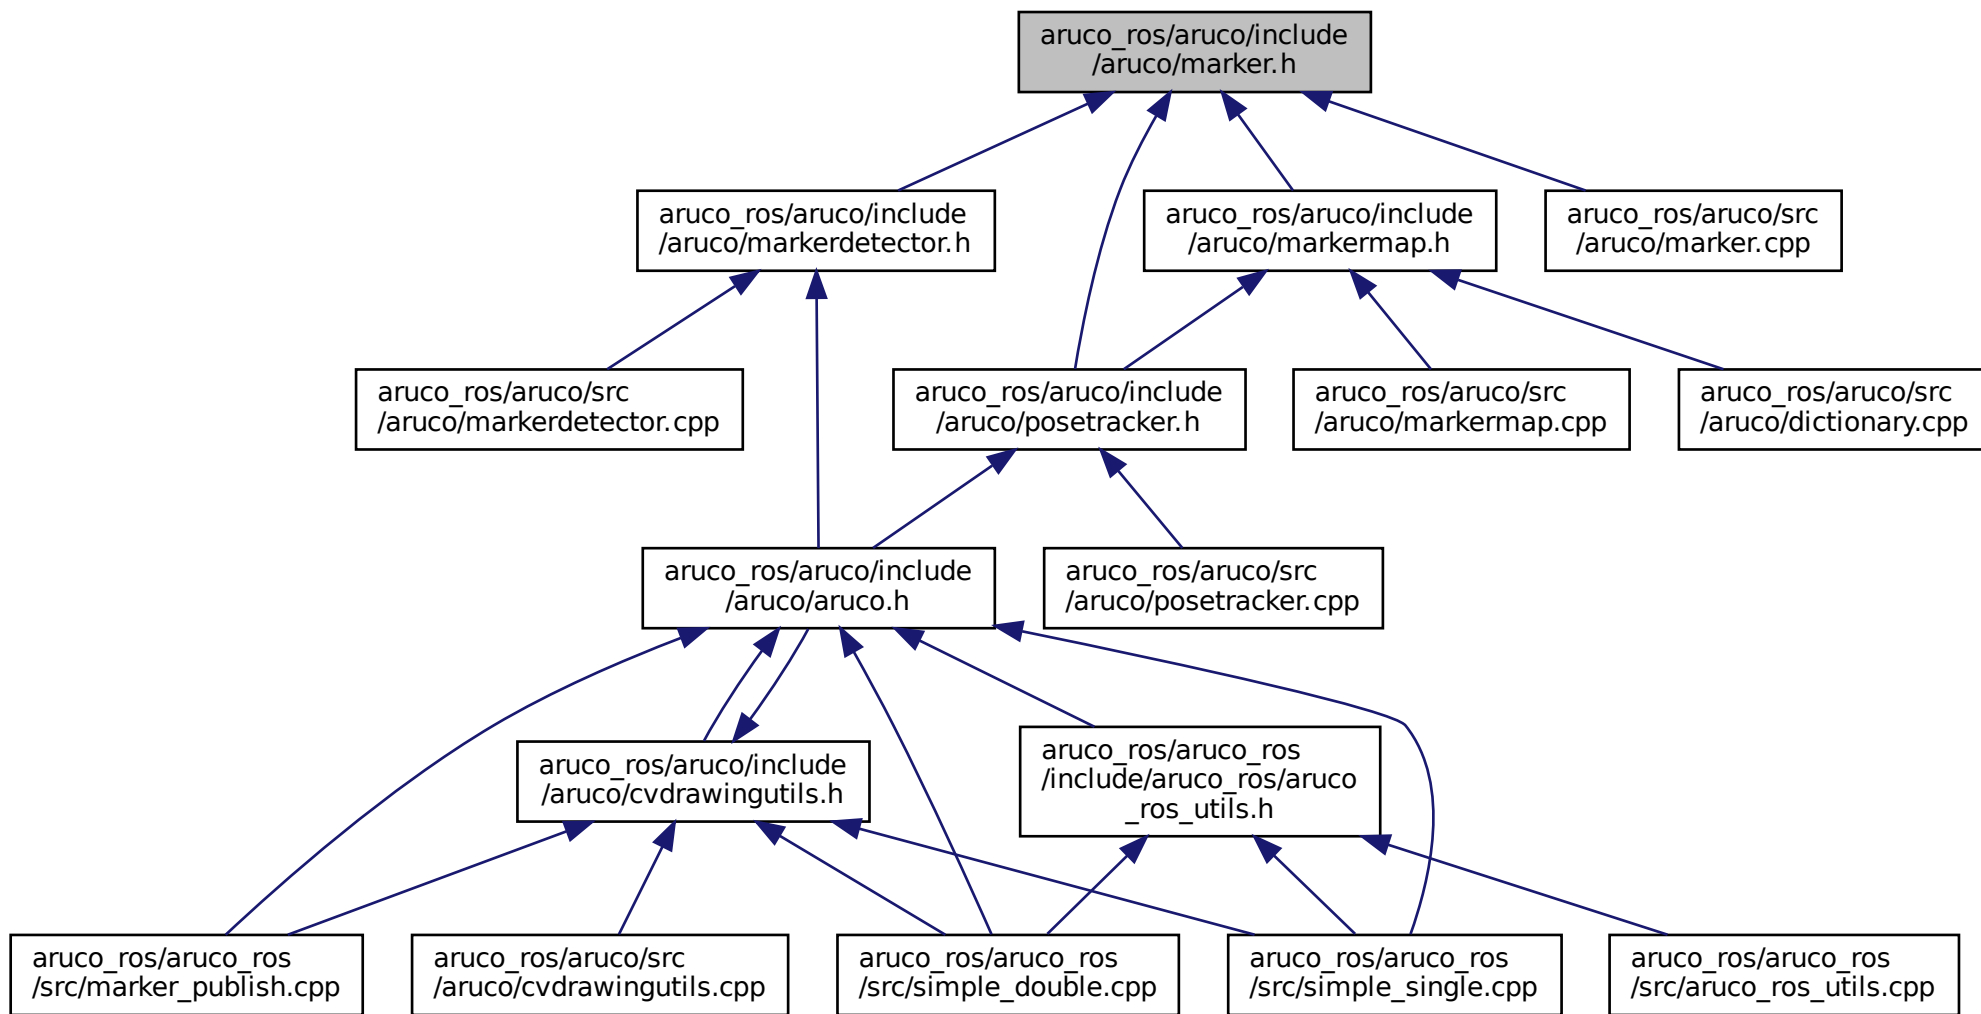 aruco_ros/aruco/include
/aruco/marker.h
aruco_ros/aruco/include
/aruco/markerdetector.h
aruco_ros/aruco/include
/aruco/markermap.h
aruco_ros/aruco/src
/aruco/marker.cpp
aruco_ros/aruco/src
/aruco/markerdetector.cpp
aruco_ros/aruco/include
/aruco/posetracker.h
aruco_ros/aruco/src
/aruco/markermap.cpp
aruco_ros/aruco/src
/aruco/dictionary.cpp
aruco_ros/aruco/include
/aruco/aruco.h
aruco_ros/aruco/src
/aruco/posetracker.cpp
aruco_ros/aruco/include
/aruco/cvdrawingutils.h
aruco_ros/aruco_ros
/include/aruco_ros/aruco
_ros_utils.h
aruco_ros/aruco_ros
/src/marker_publish.cpp
aruco_ros/aruco/src
/aruco/cvdrawingutils.cpp
aruco_ros/aruco_ros
/src/simple_double.cpp
aruco_ros/aruco_ros
/src/simple_single.cpp
aruco_ros/aruco_ros
/src/aruco_ros_utils.cpp